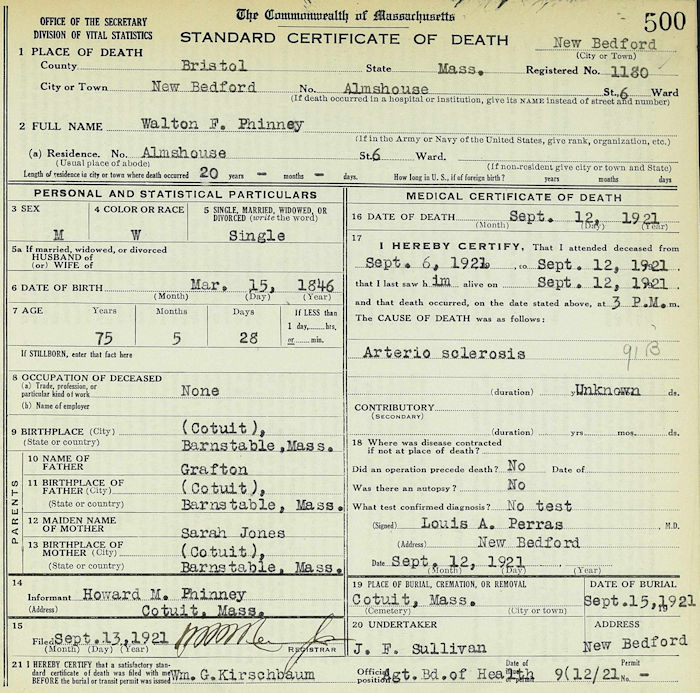 OFFICE OF THE SECRETARY
DIVISION OF VITAL STATISTICS
The Commonwealth of Massachusetts
STANDARD CERTIFICATE OF DEATH
500
New Bedford
(City or Town)
1 PLACE OF DEATH
County Bristol State Mass. Registered No. 1180
City or Town New Bedford No. Almshouse St. 6 Ward
(If death occurred in a hospital or institution, give its NAME instead of street and number)
2 FULL NAME Walton F. Phinney
(If in the Army or Navy of the United States, give rank, organization, etc.)
(a) Residence. No. Almshouse St. 6 Ward.
(Usual place of abode) (If non-resident give city or town and State)
Length of residence in city or town where death occurred 20 years - months - days. How long in U. S., if of foreign birth? years months days
PERSONAL AND STATISTICAL PARTICULARS
3 SEX 4 COLOR OR RACE 5 SINGLE, MARRIED, WIDOWED, OR
DIVORCED (write the word)
M W Single
5a If married, widowed, or divorced
HUSBAND of
(or) WIFE of
6 DATE OF BIRTH Mar. 15, 1846
(Month) (Day) (Year)
7 AGE Years Months Days If LESS than
1 day,......hrs.
75 5 28 or......min.
If STILLBORN, enter that fact here
8 OCCUPATION OF DECEASED
(a) Trade, profession, or
particular kind of work None
(b) Name of employer
9 BIRTHPLACE (City) (Cotuit),
(State or country) Barnstable, Mass.
PARENTS
10 NAME OF
FATHER Grafton
11 BIRTHPLACE OF
FATHER (City) (Cotuit),
(State or country) Barnstable, Mass.
12 MAIDEN NAME
OF MOTHER Sarah Jones
13 BIRTHPLACE OF
MOTHER (City) (Cotuit),
(State or country) Barnstable, Mass.
14
Informant Howard M. Phinney
(Address) Cotuit, Mass.
15
Filed Sept. 13, 1921
(Month) (Day) (Year) REGISTRAR
MEDICAL CERTIFICATE OF DEATH
16 DATE OF DEATH Sept. 12, 1921
(Month) (Day) (Year)
17
I HEREBY CERTIFY, That I attended deceased from
Sept. 6, 1921, to Sept. 12, 1921
that I last saw him alive on Sept. 12, 1921
and that death occurred, on the date stated above, at 3 P.M. m.
The CAUSE OF DEATH was as follows:
Arterio sclerosis 91 B
(duration) Unknown ds.
CONTRIBUTORY
(SECONDARY)
(duration) yrs. mos. ds.
18 Where was disease contracted
if not at place of death?
Did an operation precede death? No Date of
Was there an autopsy? No
What test confirmed diagnosis? No test
(Signed) Louis A. Perras, M.D.
(Address) New Bedford
Date Sept. 12, 1921
(Month) (Day) (Year)
19 PLACE OF BURIAL, CREMATION, OR REMOVAL DATE OF BURIAL
Cotuit, Mass. Sept. 15, 1921
(Cemetery) (City or town)
20 UNDERTAKER ADDRESS
J. F. Sullivan New Bedford
21 I HEREBY CERTIFY that a satisfactory stan-
dard certificate of death was filed with me
BEFORE the burial or transit permit was issued Wm. G. Kirschbaum Official position Agt. Bd. of Health Date of permit 9(12/21 Permit No. -